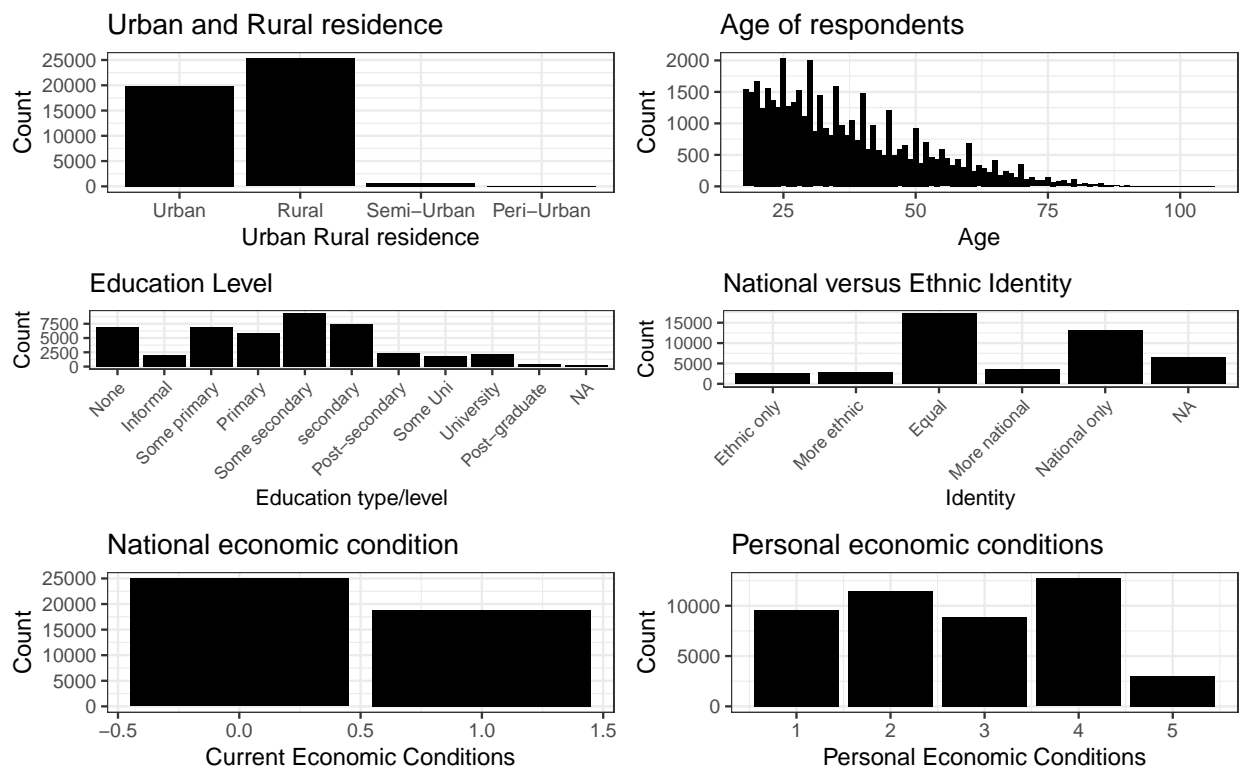 Urban and Rural residence
Count
25000
20000
15000
10000
5000
0
Urban Rural Semi−Urban Peri−Urban
Urban Rural residence
Age of respondents
Count
2000
1500
1000
500
0
25 50 75 100
Age
Education Level
Count
7500
5000
2500
0
None
Informal
Some primary
Primary
Some secondary
secondary
Post−secondary
Some Uni
University
Post−graduate
NA
Education type/level
National versus Ethnic Identity
Count
15000
10000
5000
0
Ethnic only
More ethnic
Equal
More national
National only
NA
Identity
National economic condition
Count
25000
20000
15000
10000
5000
0
−0.5 0.0 0.5 1.0 1.5
Current Economic Conditions
Personal economic conditions
Count
10000
5000
0
1 2 3 4 5
Personal Economic Conditions